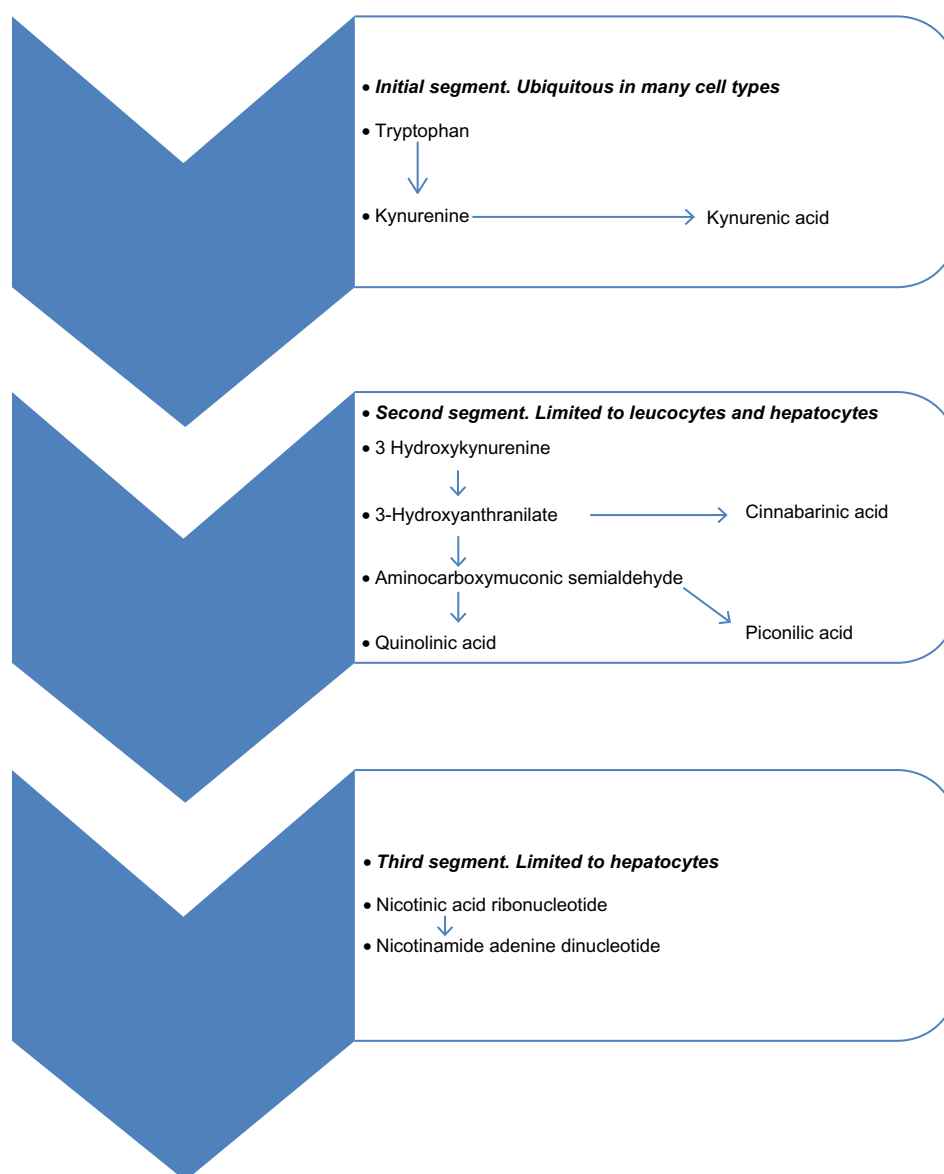 • Initial segment. Ubiquitous in many cell types
• Tryptophan
• Kynurenine
Kynurenic acid
• Second segment. Limited to leucocytes and hepatocytes
• 3 Hydroxykynurenine
• 3-Hydroxyanthranilate
Cinnabarinic acid
• Aminocarboxymuconic semialdehyde
• Quinolinic acid
Piconilic acid
• Third segment. Limited to hepatocytes
• Nicotinic acid ribonucleotide
• Nicotinamide adenine dinucleotide